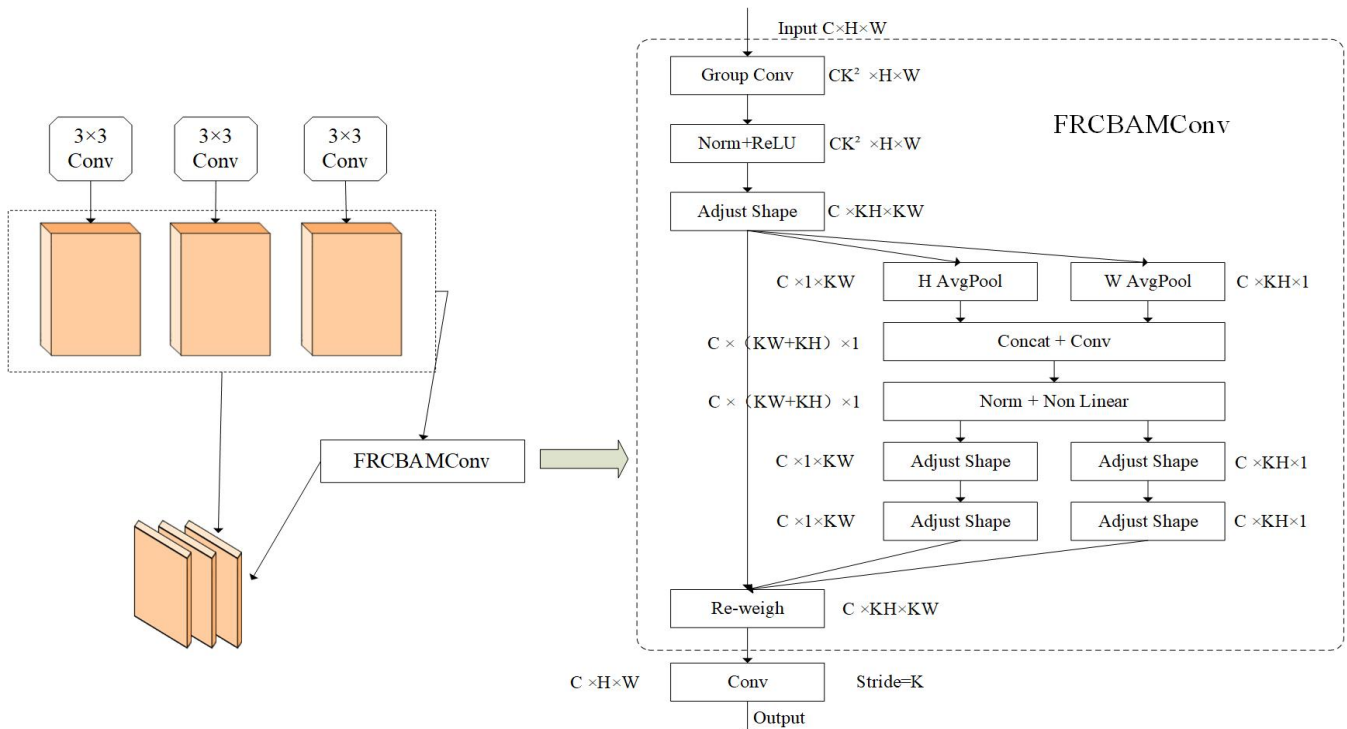 Input C×H×W
Group Conv
CK² ×H×W
FRCBAMConv
3×3
Conv
3×3
Conv
3×3
Conv
Norm+ReLU
CK² ×H×W
Adjust Shape
C ×KH×KW
C ×1×KW
H AvgPool
W AvgPool
C ×KH×1
C ×（KW+KH）×1
Concat + Conv
C ×（KW+KH）×1
Norm + Non Linear
FRCBAMConv
C ×1×KW
Adjust Shape
Adjust Shape
C ×KH×1
C ×1×KW
Adjust Shape
Adjust Shape
C ×KH×1
Re-weigh
C ×KH×KW
C ×H×W
Conv
Stride=K
Output